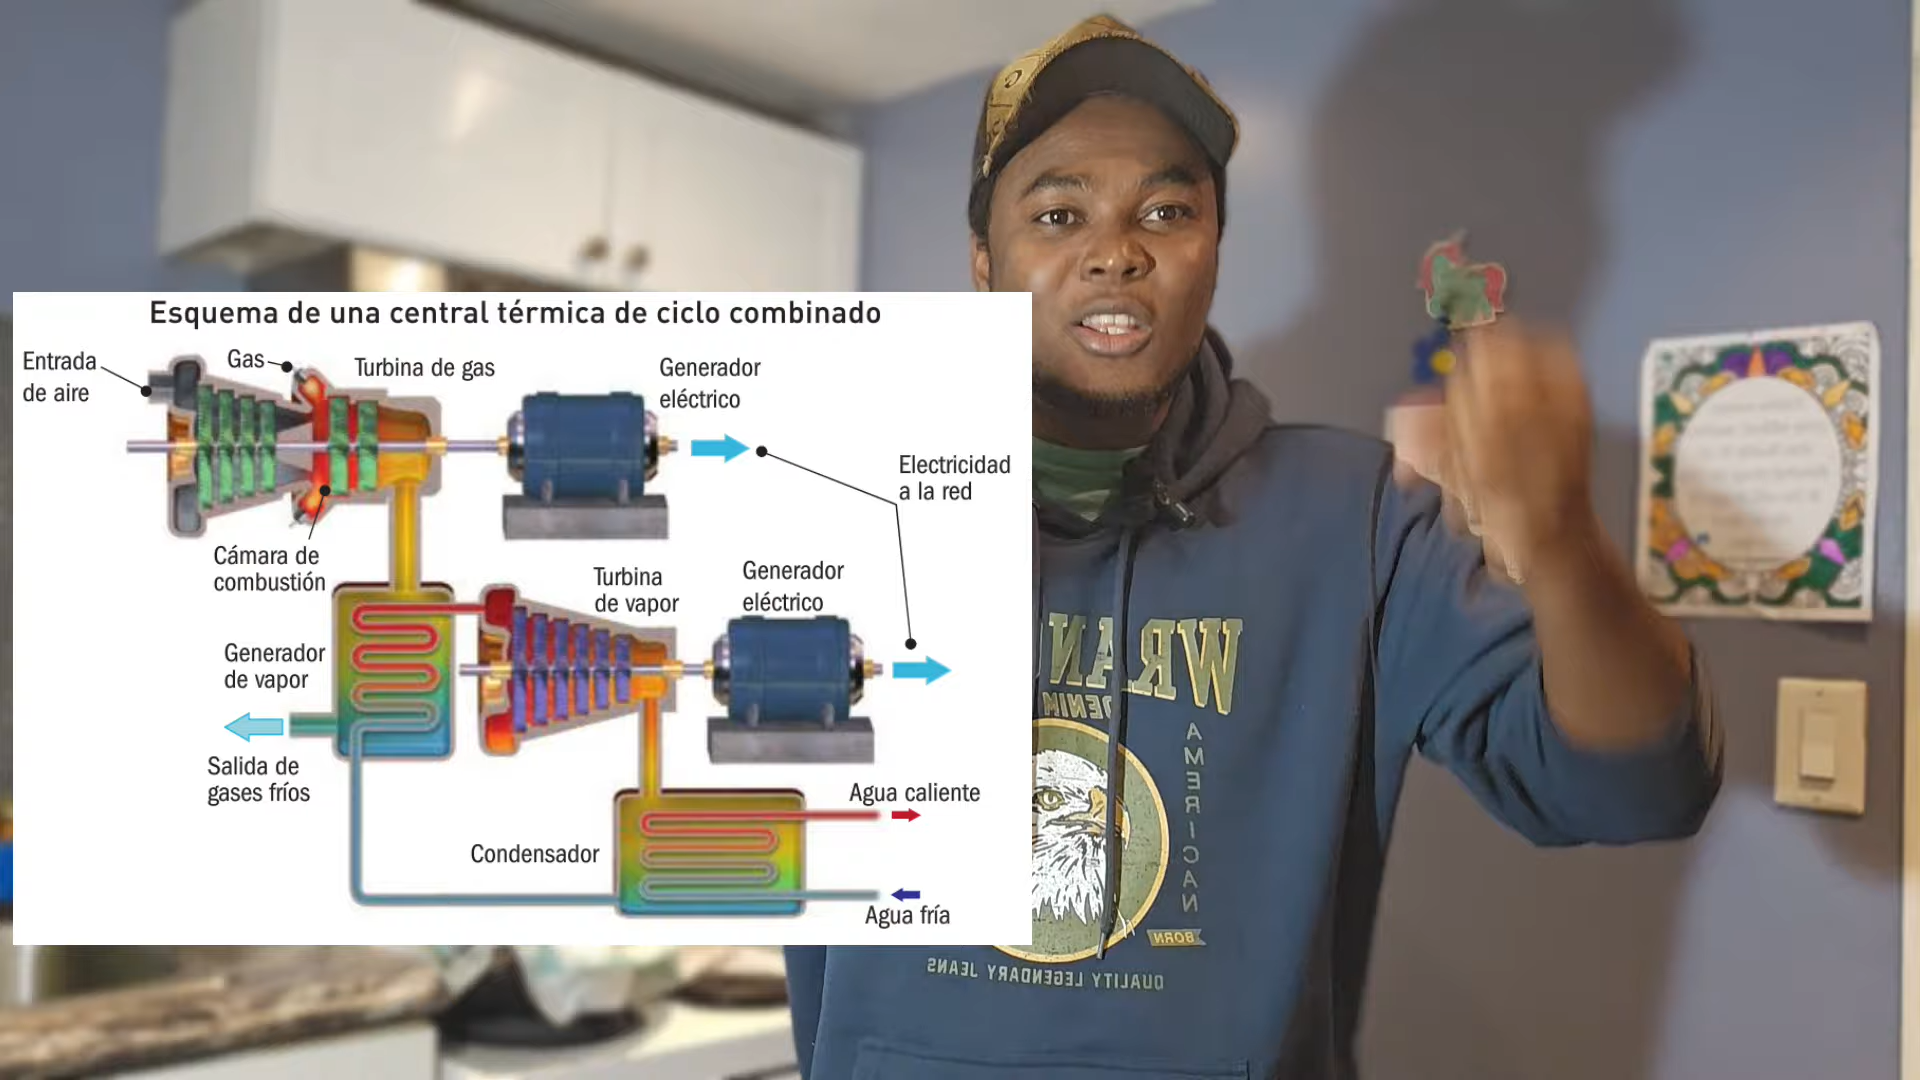 Esquema de una central térmica de ciclo combinado
Entrada
de aire
Gas
Turbina de gas
Generador
eléctrico
Electricidad
a la red
Cámara de
combustión
Turbina
de vapor
Generador
eléctrico
Generador
de vapor
Salida de
gases fríos
Agua caliente
Condensador
Agua fría
WRAN
DENIM
AMERICAN
BORN
QUALITY LEGENDARY JEANS